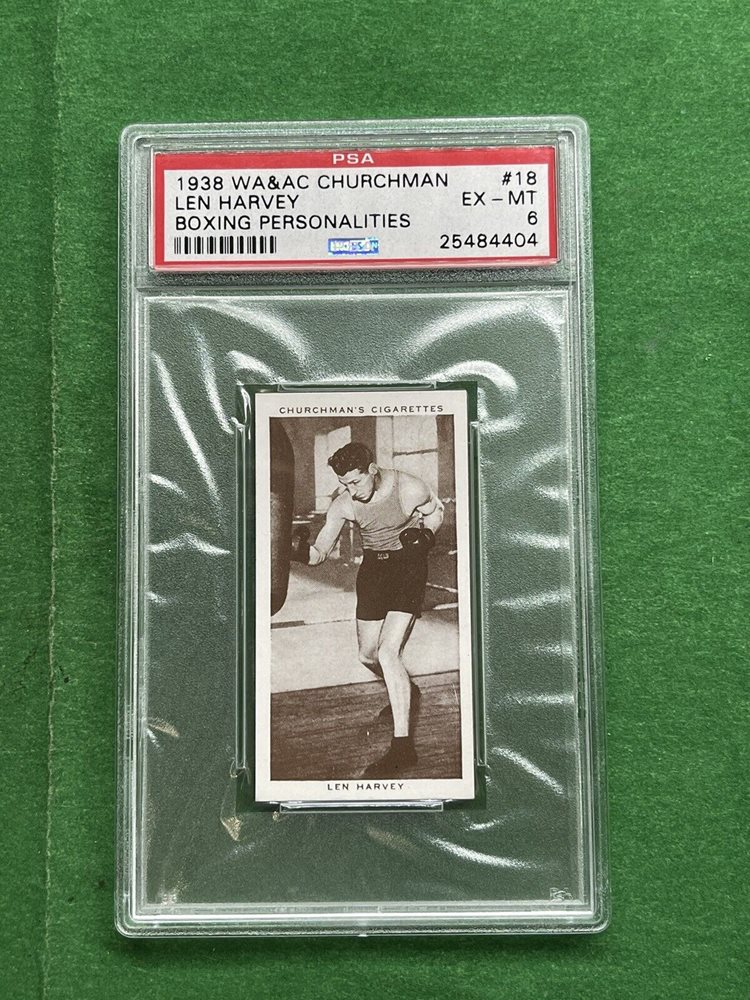 PSA
1938 WA&AC CHURCHMAN #18
LEN HARVEY EX - MT
BOXING PERSONALITIES 6
25484404
CHURCHMAN'S CIGARETTES
LEN HARVEY